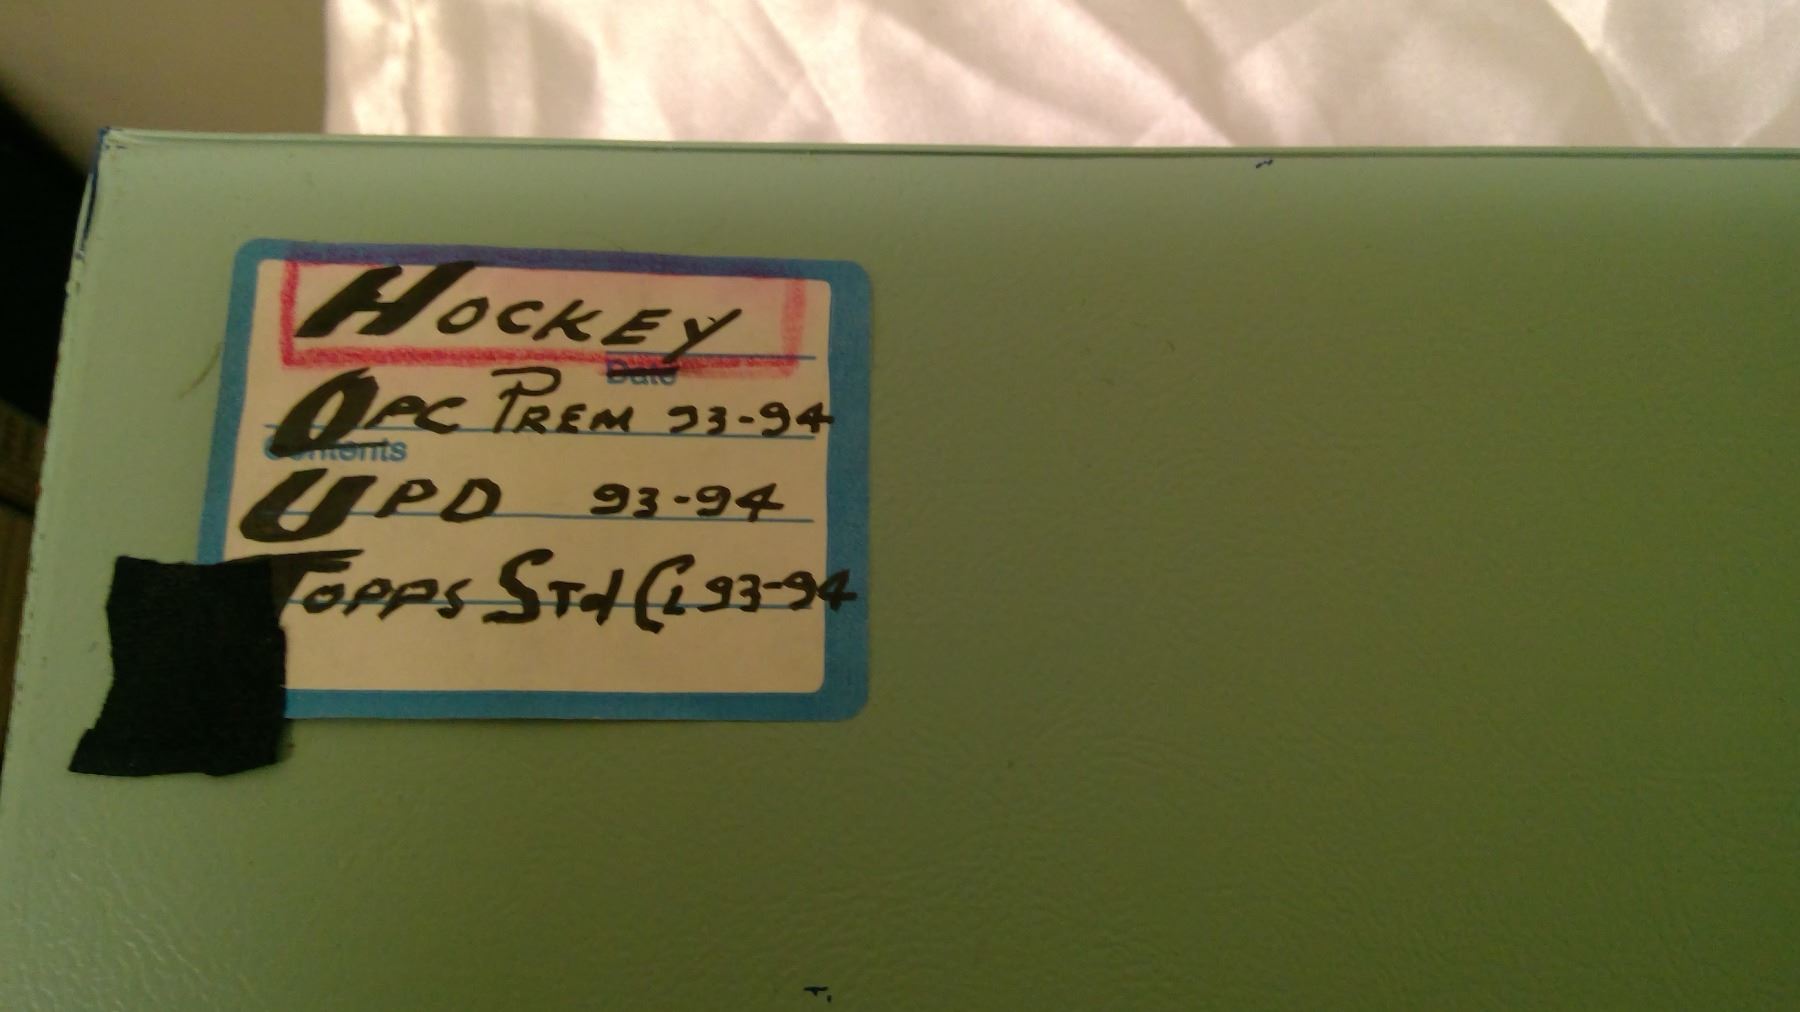 Hockey
Date
OPC PREM 93-94
Contents
UPD 93-94
TOPPS STd CL 93-94